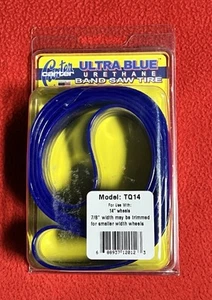 Carter
ULTRA BLUE
URETHANE
BAND SAW TIRE
Model: TQ14
For Use With:
14" wheels
7/8" width may be trimmed
for smaller width wheels